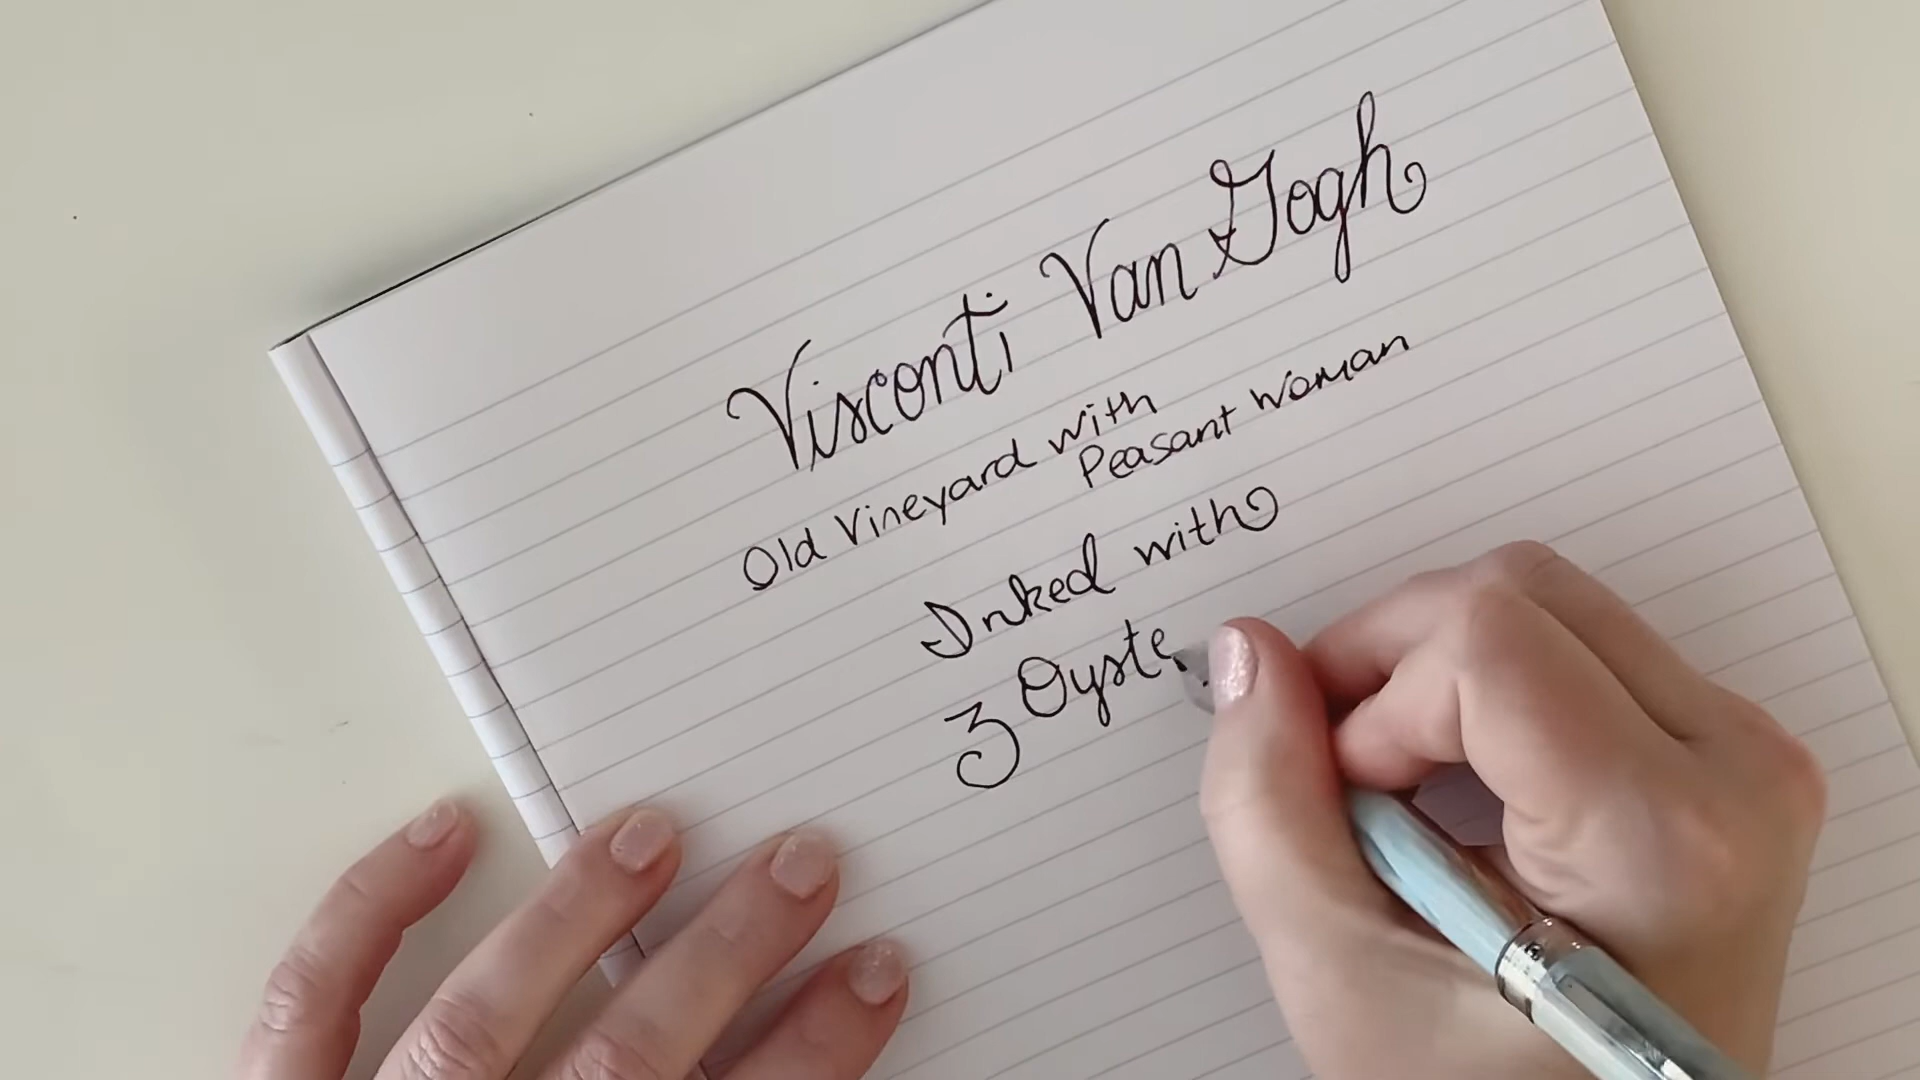 Visconti Van Gogh
Old Vineyard with
Peasant Woman
Inked with
3 Oyste